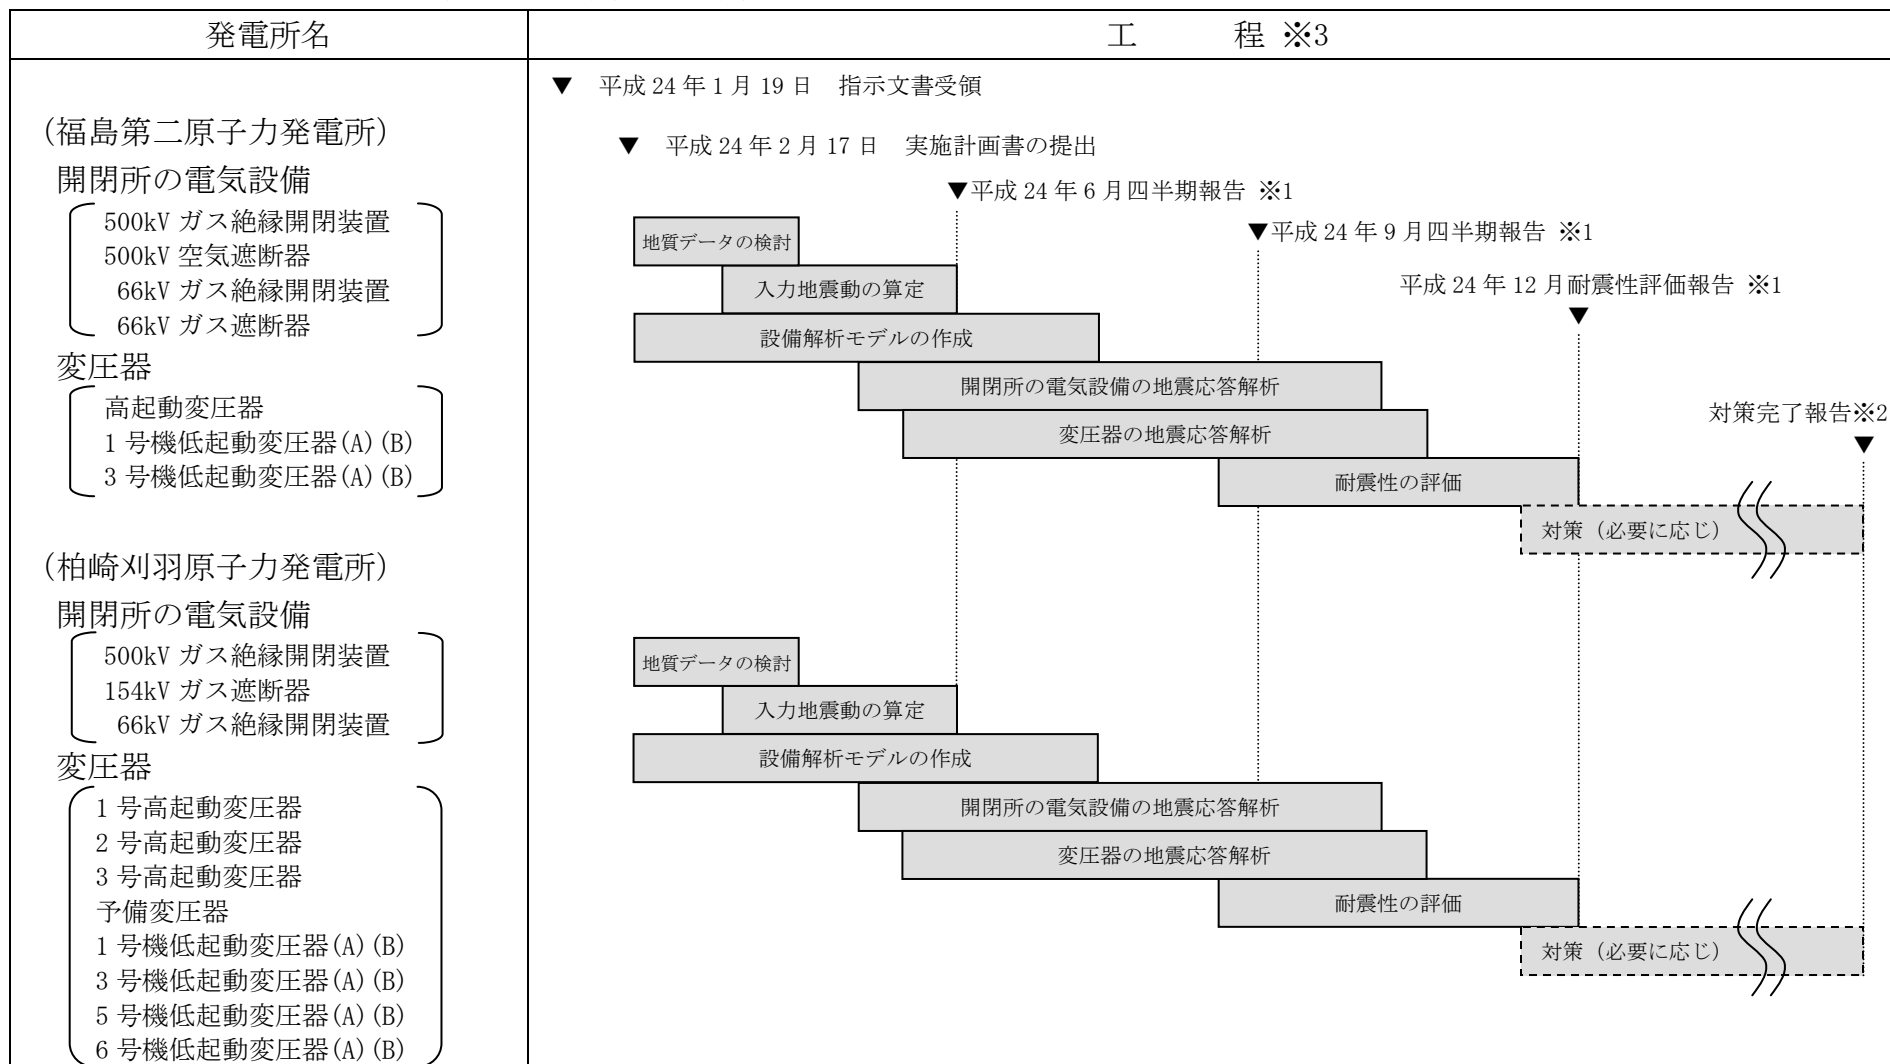 発電所名
工 程 ※3
▼ 平成 24 年 1 月 19 日 指示文書受領
▼ 平成 24 年 2 月 17 日 実施計画書の提出
▼平成 24 年 6 月四半期報告 ※1
▼平成 24 年 9 月四半期報告 ※1
平成 24 年 12 月耐震性評価報告 ※1
▼
対策完了報告※2
▼
(福島第二原子力発電所)
開閉所の電気設備
500kV ガス絶縁開閉装置
500kV 空気遮断器
66kV ガス絶縁開閉装置
66kV ガス遮断器
変圧器
高起動変圧器
1 号機低起動変圧器(A)(B)
3 号機低起動変圧器(A)(B)
地質データの検討
入力地震動の算定
設備解析モデルの作成
開閉所の電気設備の地震応答解析
変圧器の地震応答解析
耐震性の評価
対策（必要に応じ）
(柏崎刈羽原子力発電所)
開閉所の電気設備
500kV ガス絶縁開閉装置
154kV ガス遮断器
66kV ガス絶縁開閉装置
変圧器
1 号高起動変圧器
2 号高起動変圧器
3 号高起動変圧器
予備変圧器
1 号機低起動変圧器(A)(B)
3 号機低起動変圧器(A)(B)
5 号機低起動変圧器(A)(B)
6 号機低起動変圧器(A)(B)
地質データの検討
入力地震動の算定
設備解析モデルの作成
開閉所の電気設備の地震応答解析
変圧器の地震応答解析
耐震性の評価
対策（必要に応じ）